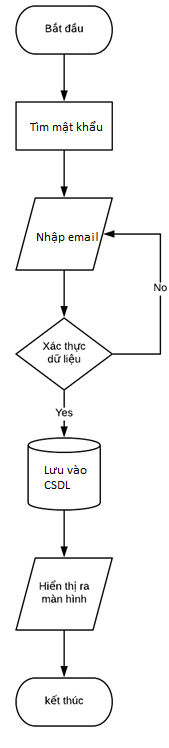 Bắt đầu
Tìm mật khẩu
Nhập email
No
Xác thực
dữ liệu
Yes
Lưu vào
CSDL
Hiển thị ra
màn hình
kết thúc